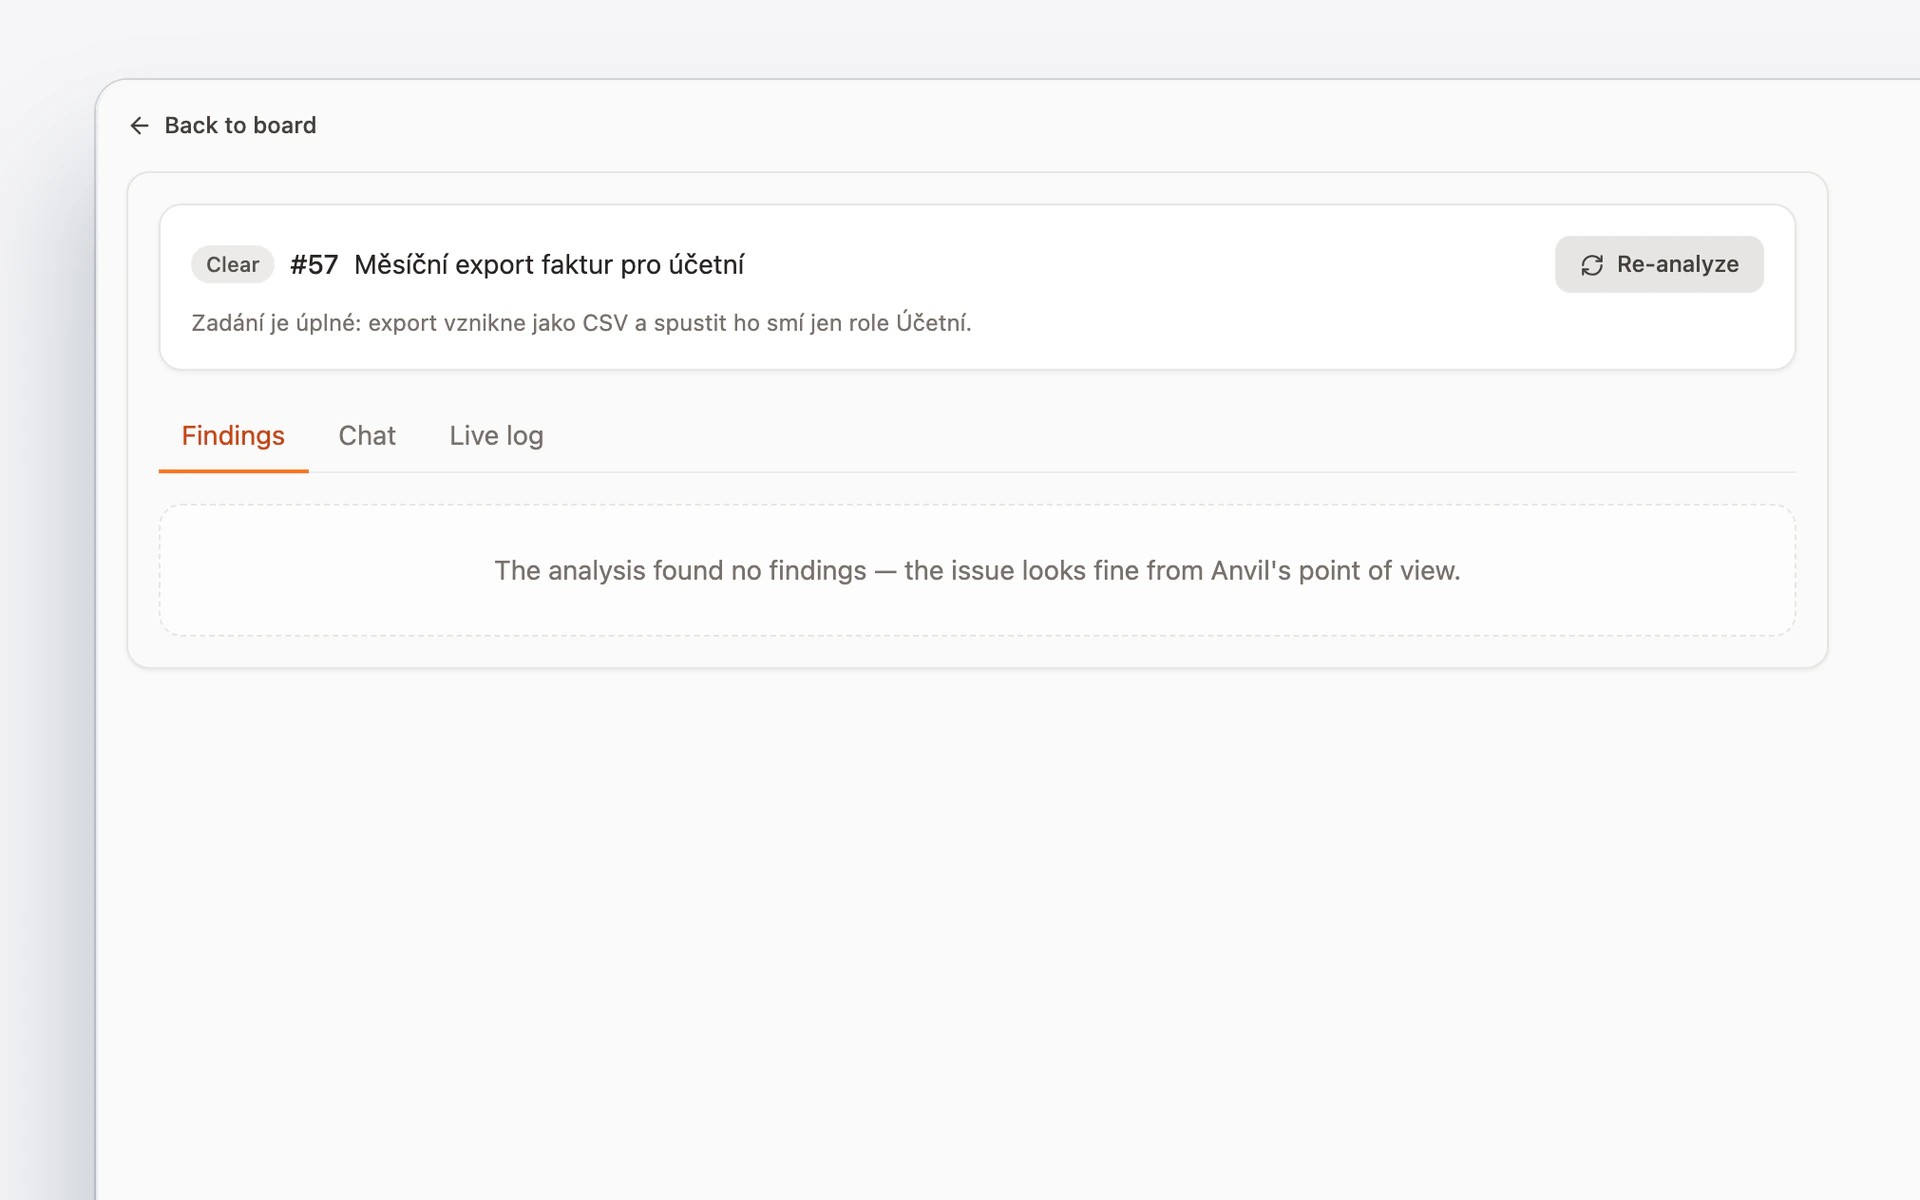 Back to board
Clear #57 Měsíční export faktur pro účetní
Re-analyze
Zadání je úplné: export vznikne jako CSV a spustit ho smí jen role Účetní.
Findings Chat Live log
The analysis found no findings — the issue looks fine from Anvil's point of view.